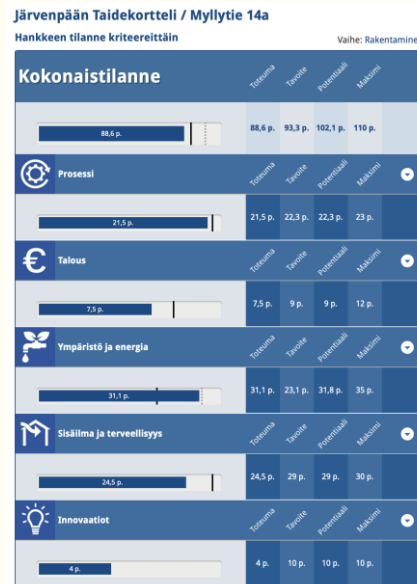 Järvenpään Taidekortteli / Myllytie 14a
Hankkeen tilanne kriteereittäin
Vaihe: Rakentaminen
Kokonaistilanne Toteuma Tavoite Potentiaali Maksimi
88,6 p. 88,6 p. 93,3 p. 102,1 p. 110 p.
Prosessi Toteuma Tavoite Potentiaali Maksimi
21,5 p. 21,5 p. 22,3 p. 22,3 p. 23 p.
€ Talous Toteuma Tavoite Potentiaali Maksimi
7,5 p. 7,5 p. 9 p. 9 p. 12 p.
Ympäristö ja energia Toteuma Tavoite Potentiaali Maksimi
31,1 p. 31,1 p. 23,1 p. 31,8 p. 35 p.
Sisäilma ja terveellisyys Toteuma Tavoite Potentiaali Maksimi
24,5 p. 24,5 p. 29 p. 29 p. 30 p.
Innovaatiot Toteuma Tavoite Potentiaali Maksimi
4 p. 4 p. 10 p. 10 p. 10 p.